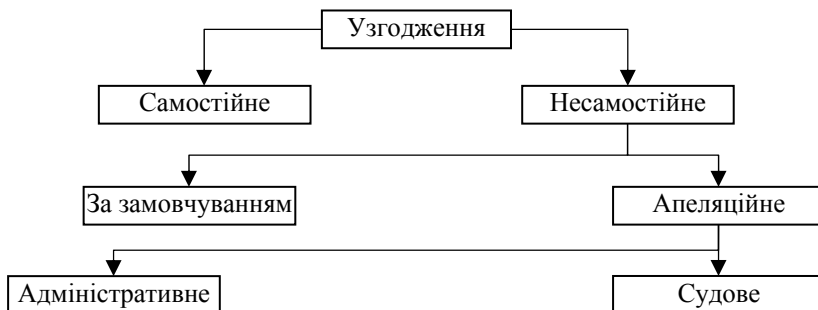 Узгодження
Самостійне
Несамостійне
За замовчуванням
Апеляційне
Адміністративне
Судове